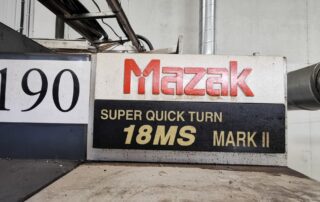 190
Mazak
SUPER QUICK TURN
18MS MARK II